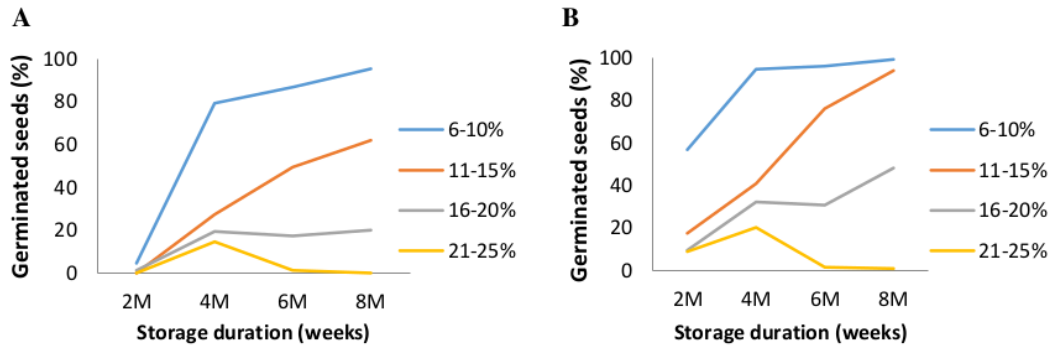 A
Germinated seeds (%)
100
80
60
40
20
0
2M 4M 6M 8M
Storage duration (weeks)
6-10%
11-15%
16-20%
21-25%
B
Germinated seeds (%)
100
80
60
40
20
0
2M 4M 6M 8M
Storage duration (weeks)
6-10%
11-15%
16-20%
21-25%